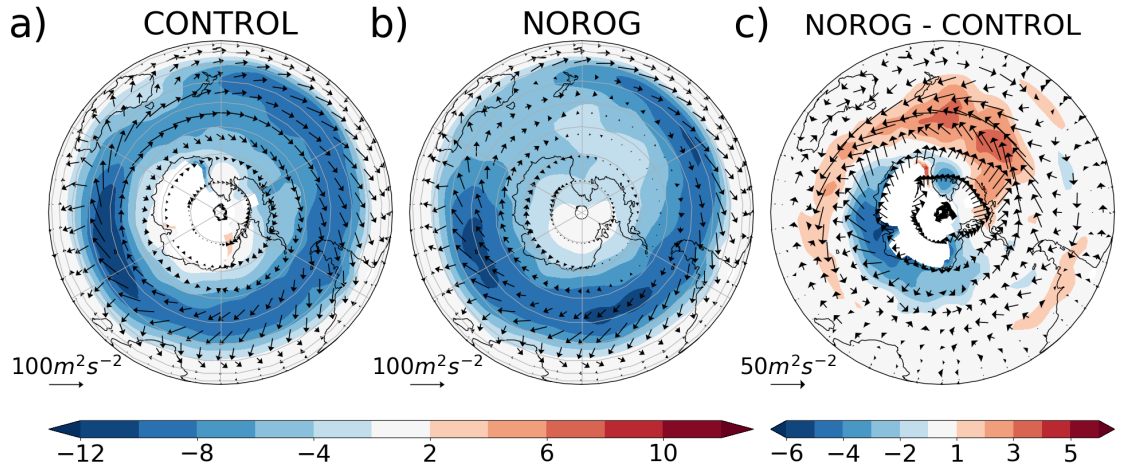 a) CONTROL
b) NOROG
c) NOROG - CONTROL
100m²s⁻²
100m²s⁻²
50m²s⁻²
−12 −8 −4 2 6 10
−6 −4 −2 1 3 5